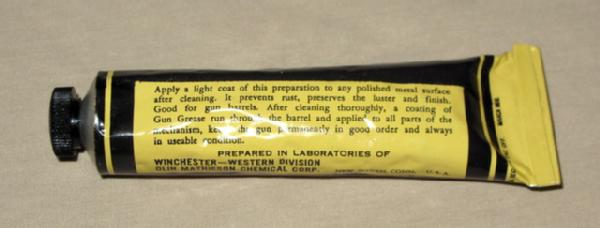 Apply a light coat of this preparation to any polished metal surface
after cleaning. It prevents rust, preserves the luster and finish.
Good for gun barrels. After cleaning thoroughly, a coating of
Gun Grease run through the barrel and applied to all parts of the
mechanism, keeps the gun permanently in good order and always
in useable condition.
PREPARED IN LABORATORIES OF
WINCHESTER—WESTERN DIVISION
OLIN MATHIESON CHEMICAL CORP. NEW HAVEN, CONN. U.S.A.